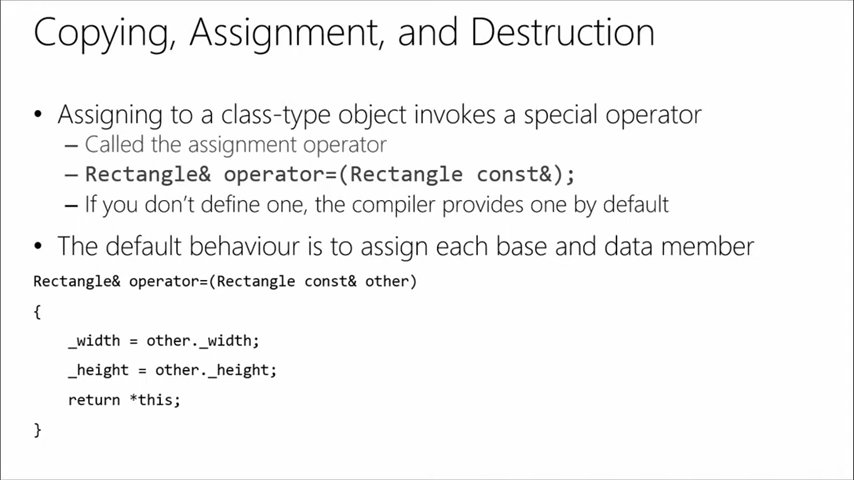 Copying, Assignment, and Destruction
• Assigning to a class-type object invokes a special operator
– Called the assignment operator
– Rectangle& operator=(Rectangle const&);
– If you don't define one, the compiler provides one by default
• The default behaviour is to assign each base and data member
Rectangle& operator=(Rectangle const& other)
{
_width = other._width;
_height = other._height;
return *this;
}